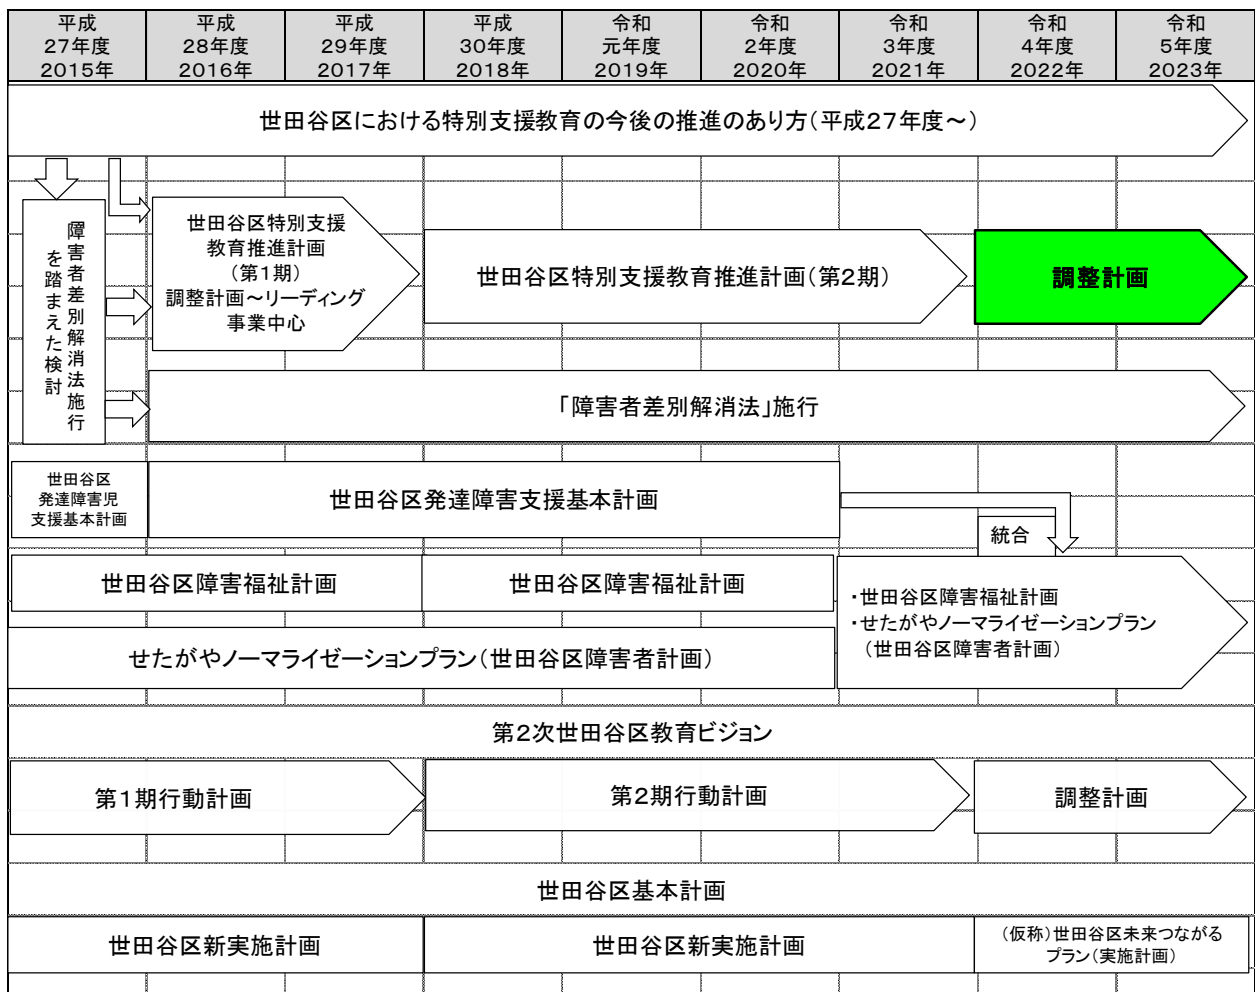 平成
27年度
2015年
平成
28年度
2016年
平成
29年度
2017年
平成
30年度
2018年
令和
元年度
2019年
令和
2年度
2020年
令和
3年度
2021年
令和
4年度
2022年
令和
5年度
2023年
世田谷区における特別支援教育の今後の推進のあり方(平成27年度～)
障害者差別解消法施行
を踏まえた検討
世田谷区特別支援
教育推進計画
(第1期)
調整計画～リーディング
事業中心
世田谷区特別支援教育推進計画(第2期)
調整計画
「障害者差別解消法」施行
世田谷区
発達障害児
支援基本計画
世田谷区発達障害支援基本計画
統合
世田谷区障害福祉計画
世田谷区障害福祉計画
・世田谷区障害福祉計画
・せたがやノーマライゼーションプラン
(世田谷区障害者計画)
せたがやノーマライゼーションプラン(世田谷区障害者計画)
第2次世田谷区教育ビジョン
第1期行動計画
第2期行動計画
調整計画
世田谷区基本計画
世田谷区新実施計画
世田谷区新実施計画
(仮称)世田谷区未来つながる
プラン(実施計画)